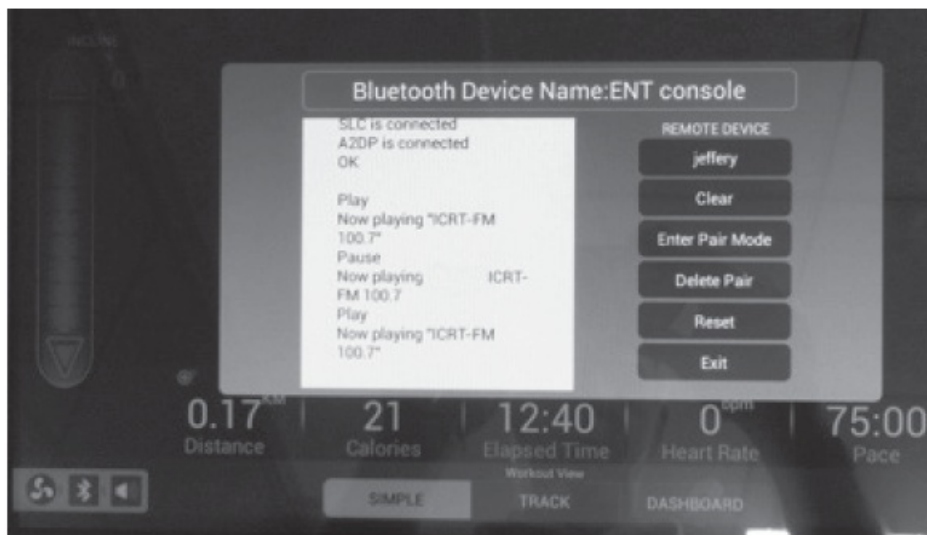 INCLINE
0
Bluetooth Device Name:ENT console
SLC is connected
A2DP is connected
OK
Play
Now playing "ICRT-FM
100.7"
Pause
Now playing ICRT-
FM 100.7
Play
Now playing "ICRT-FM
100.7"
REMOTE DEVICE
jeffery
Clear
Enter Pair Mode
Delete Pair
Reset
Exit
0.17 KM
Distance
21
Calories
12:40
Elapsed Time
0 bpm
Heart Rate
75:00
Pace
Workout View
SIMPLE
TRACK
DASHBOARD